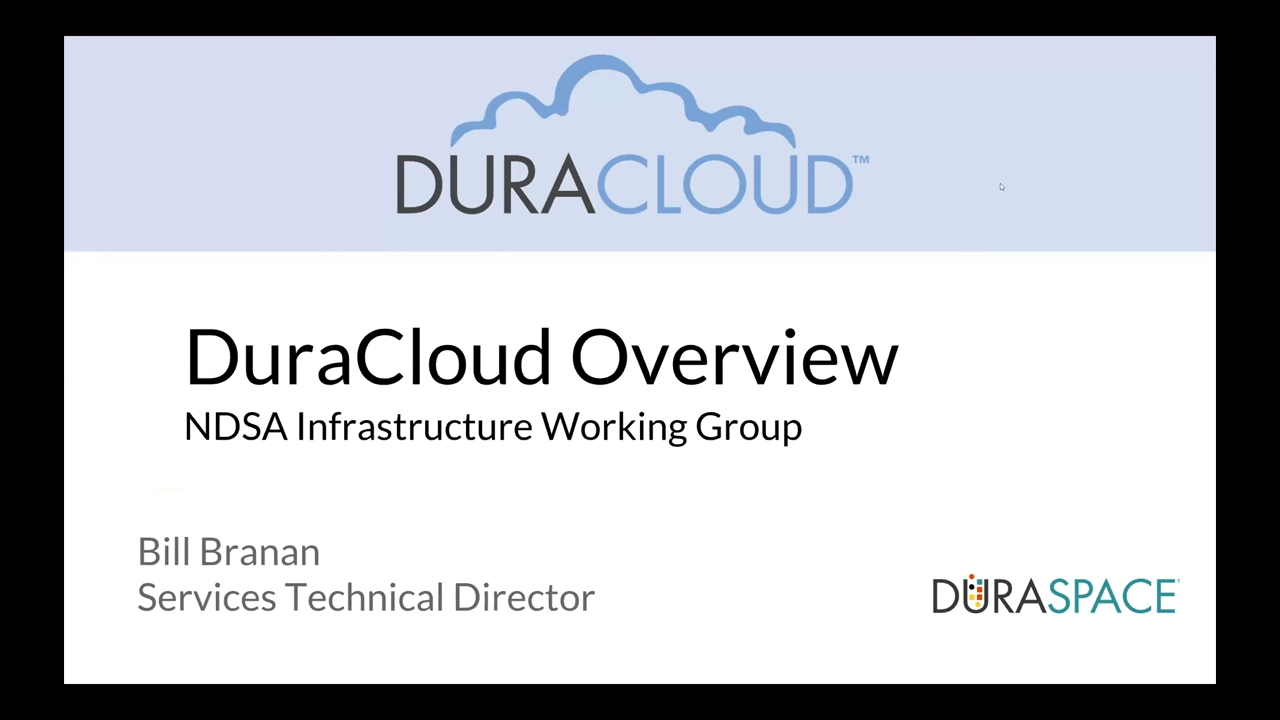 DURACLOUD™
DuraCloud Overview
NDSA Infrastructure Working Group
Bill Branan
Services Technical Director
DURASPACE